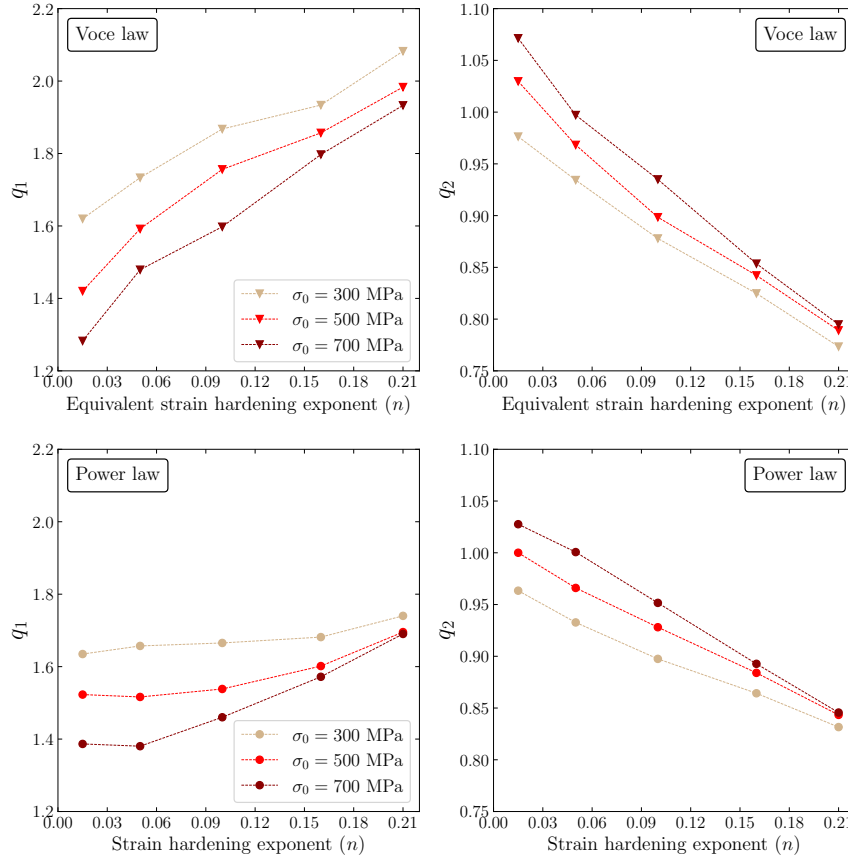 Voce law
q1
2.2
2.0
1.8
1.6
1.4
1.2
σ0 = 300 MPa
σ0 = 500 MPa
σ0 = 700 MPa
0.00 0.03 0.06 0.09 0.12 0.15 0.18 0.21
Equivalent strain hardening exponent (n)
Voce law
q2
1.10
1.05
1.00
0.95
0.90
0.85
0.80
0.75
0.00 0.03 0.06 0.09 0.12 0.15 0.18 0.21
Equivalent strain hardening exponent (n)
Power law
q1
2.2
2.0
1.8
1.6
1.4
1.2
σ0 = 300 MPa
σ0 = 500 MPa
σ0 = 700 MPa
0.00 0.03 0.06 0.09 0.12 0.15 0.18 0.21
Strain hardening exponent (n)
Power law
q2
1.10
1.05
1.00
0.95
0.90
0.85
0.80
0.75
0.00 0.03 0.06 0.09 0.12 0.15 0.18 0.21
Strain hardening exponent (n)